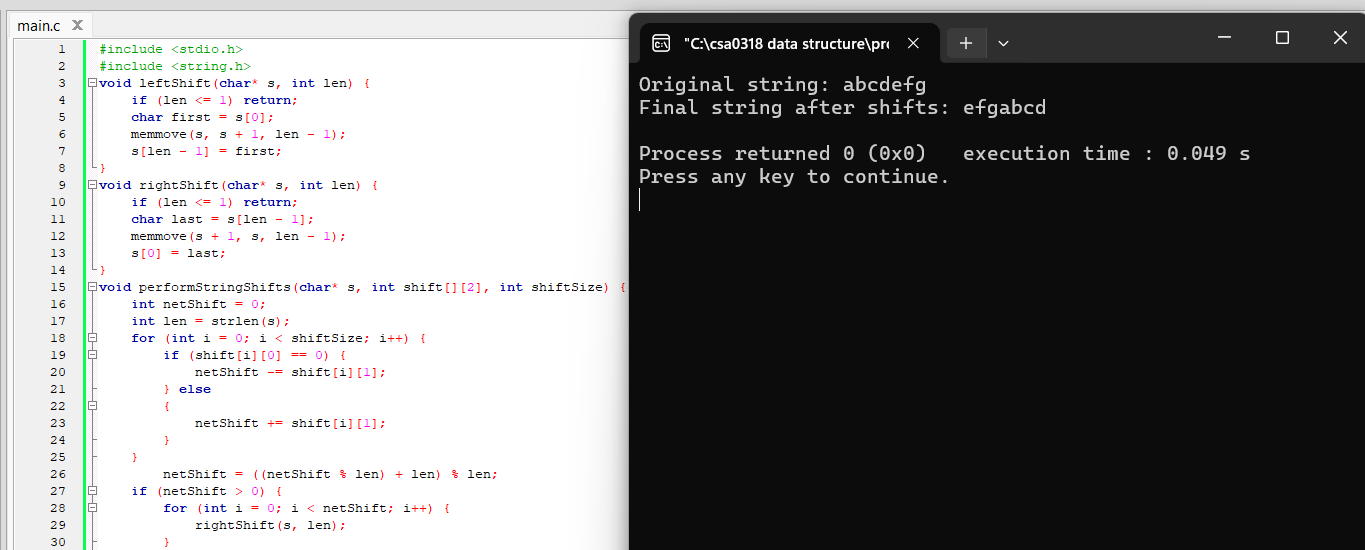 main.c
1 #include <stdio.h>
2 #include <string.h>
3 void leftShift(char* s, int len) {
4     if (len <= 1) return;
5     char first = s[0];
6     memmove(s, s + 1, len - 1);
7     s[len - 1] = first;
8 }
9 void rightShift(char* s, int len) {
10     if (len <= 1) return;
11     char last = s[len - 1];
12     memmove(s + 1, s, len - 1);
13     s[0] = last;
14 }
15 void performStringShifts(char* s, int shift[][2], int shiftSize) {
16     int netShift = 0;
17     int len = strlen(s);
18     for (int i = 0; i < shiftSize; i++) {
19         if (shift[i][0] == 0) {
20             netShift -= shift[i][1];
21         } else
22         {
23             netShift += shift[i][1];
24         }
25     }
26         netShift = ((netShift % len) + len) % len;
27     if (netShift > 0) {
28         for (int i = 0; i < netShift; i++) {
29             rightShift(s, len);
30         }
"C:\csa0318 data structure\pr
Original string: abcdefg
Final string after shifts: efgabcd
Process returned 0 (0x0)   execution time : 0.049 s
Press any key to continue.